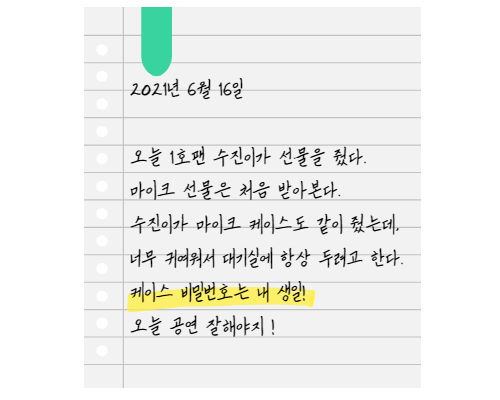 2021년 6월 16일
오늘 1호팬 수진이가 선물을 줬다.
마이크 선물은 처음 받아본다.
수진이가 마이크 케이스도 같이 줬는데,
너무 귀여워서 대기실에 항상 두려고 한다.
케이스 비밀번호는 내 생일!
오늘 공연 잘해야지!